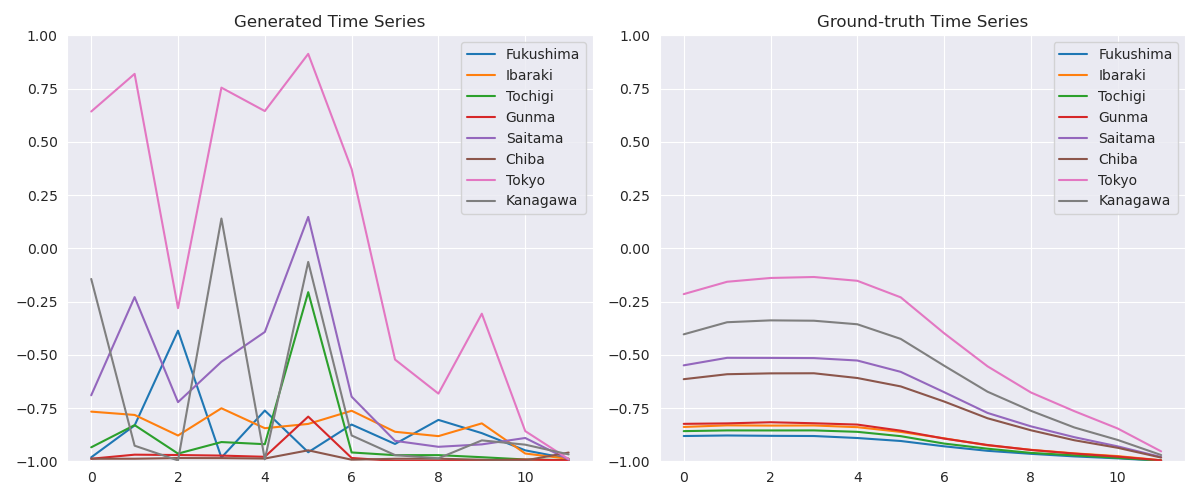 Generated Time Series
1.00
0.75
0.50
0.25
0.00
−0.25
−0.50
−0.75
−1.00
0 2 4 6 8 10
Fukushima
Ibaraki
Tochigi
Gunma
Saitama
Chiba
Tokyo
Kanagawa
Ground-truth Time Series
1.00
0.75
0.50
0.25
0.00
−0.25
−0.50
−0.75
−1.00
0 2 4 6 8 10
Fukushima
Ibaraki
Tochigi
Gunma
Saitama
Chiba
Tokyo
Kanagawa